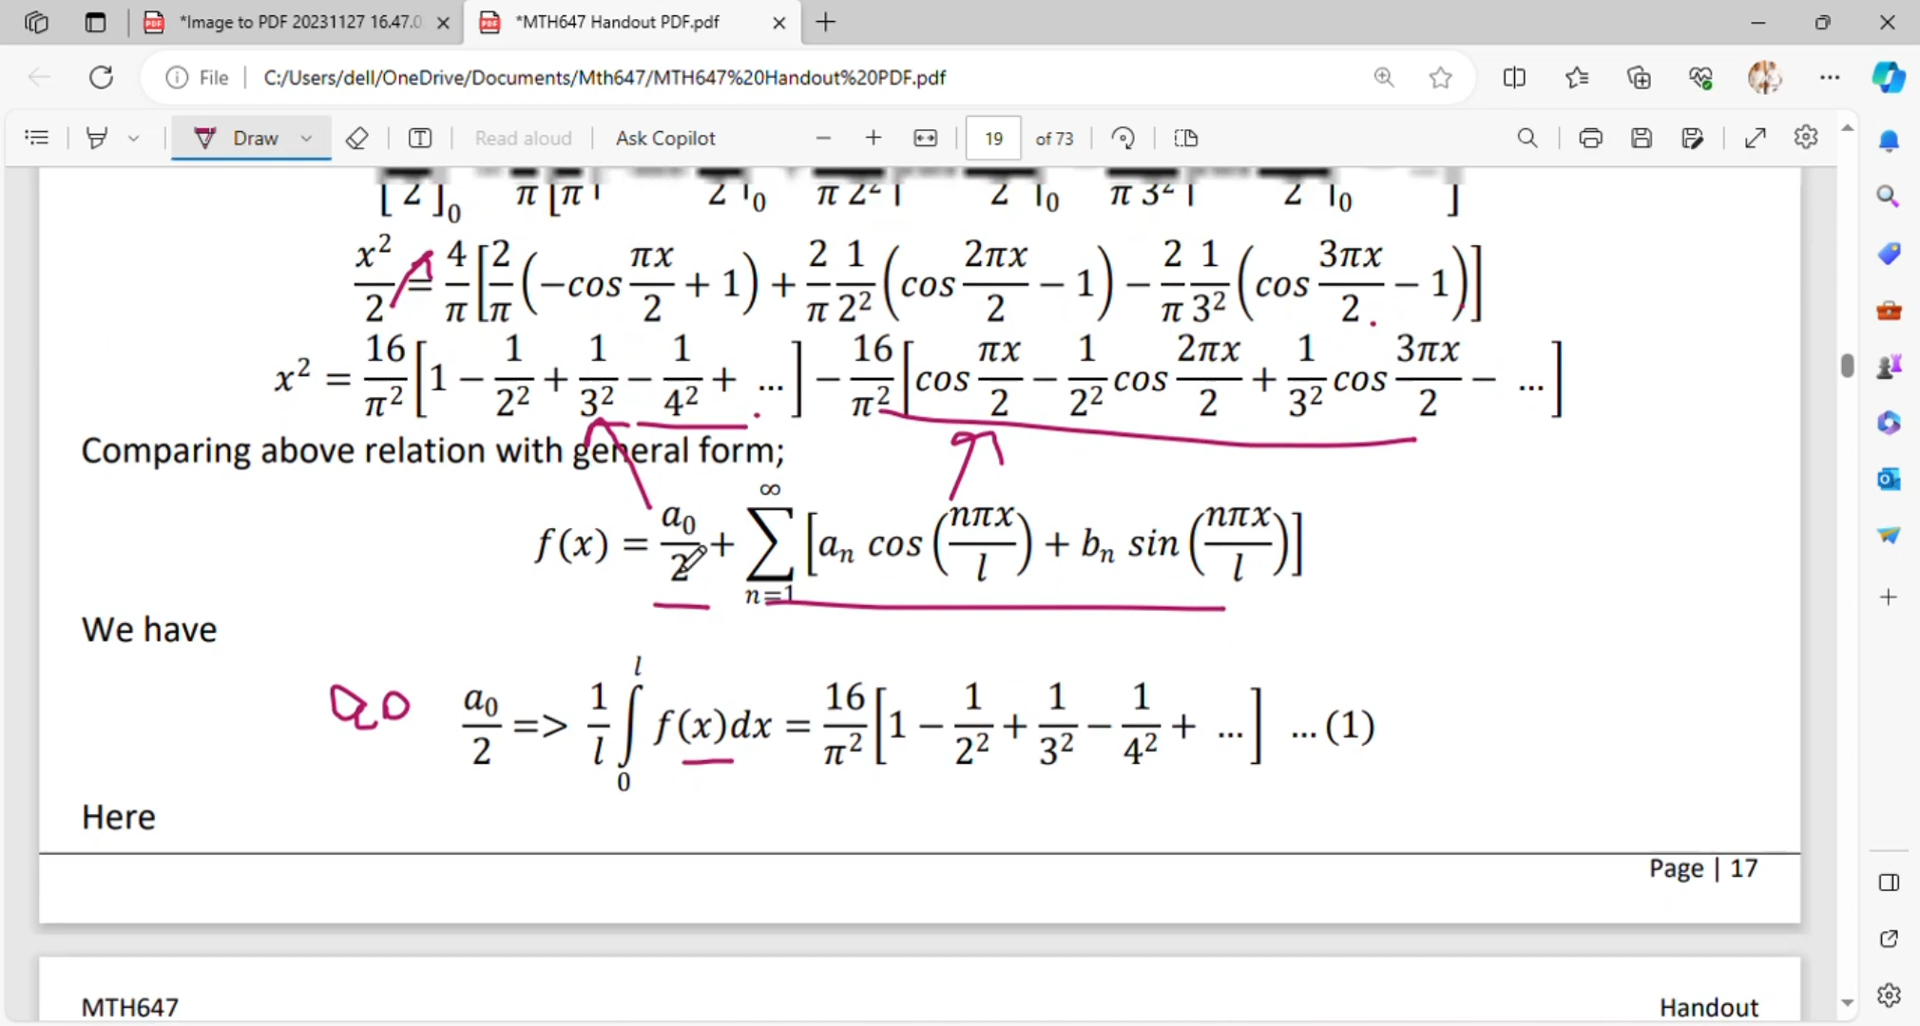 *Image to PDF 20231127 16.47.0
*MTH647 Handout PDF.pdf
File
C:/Users/dell/OneDrive/Documents/Mth647/MTH647%20Handout%20PDF.pdf
Draw
Read aloud
Ask Copilot
19 of 73
x²/2 = 4/π [2/π (−cos πx/2 + 1) + 2/π 1/2² (cos 2πx/2 − 1) − 2/π 1/3² (cos 3πx/2 − 1)]
x² = 16/π² [1 − 1/2² + 1/3² − 1/4² + ...] − 16/π² [cos πx/2 − 1/2² cos 2πx/2 + 1/3² cos 3πx/2 − ...]
Comparing above relation with general form;
f(x) = a₀/2 + ∑ₙ₌₁^∞ [aₙ cos (nπx/l) + bₙ sin (nπx/l)]
We have
a₀ a₀/2 => 1/l ∫₀ˡ f(x)dx = 16/π² [1 − 1/2² + 1/3² − 1/4² + ...] ... (1)
Here
Page | 17
MTH647 Handout